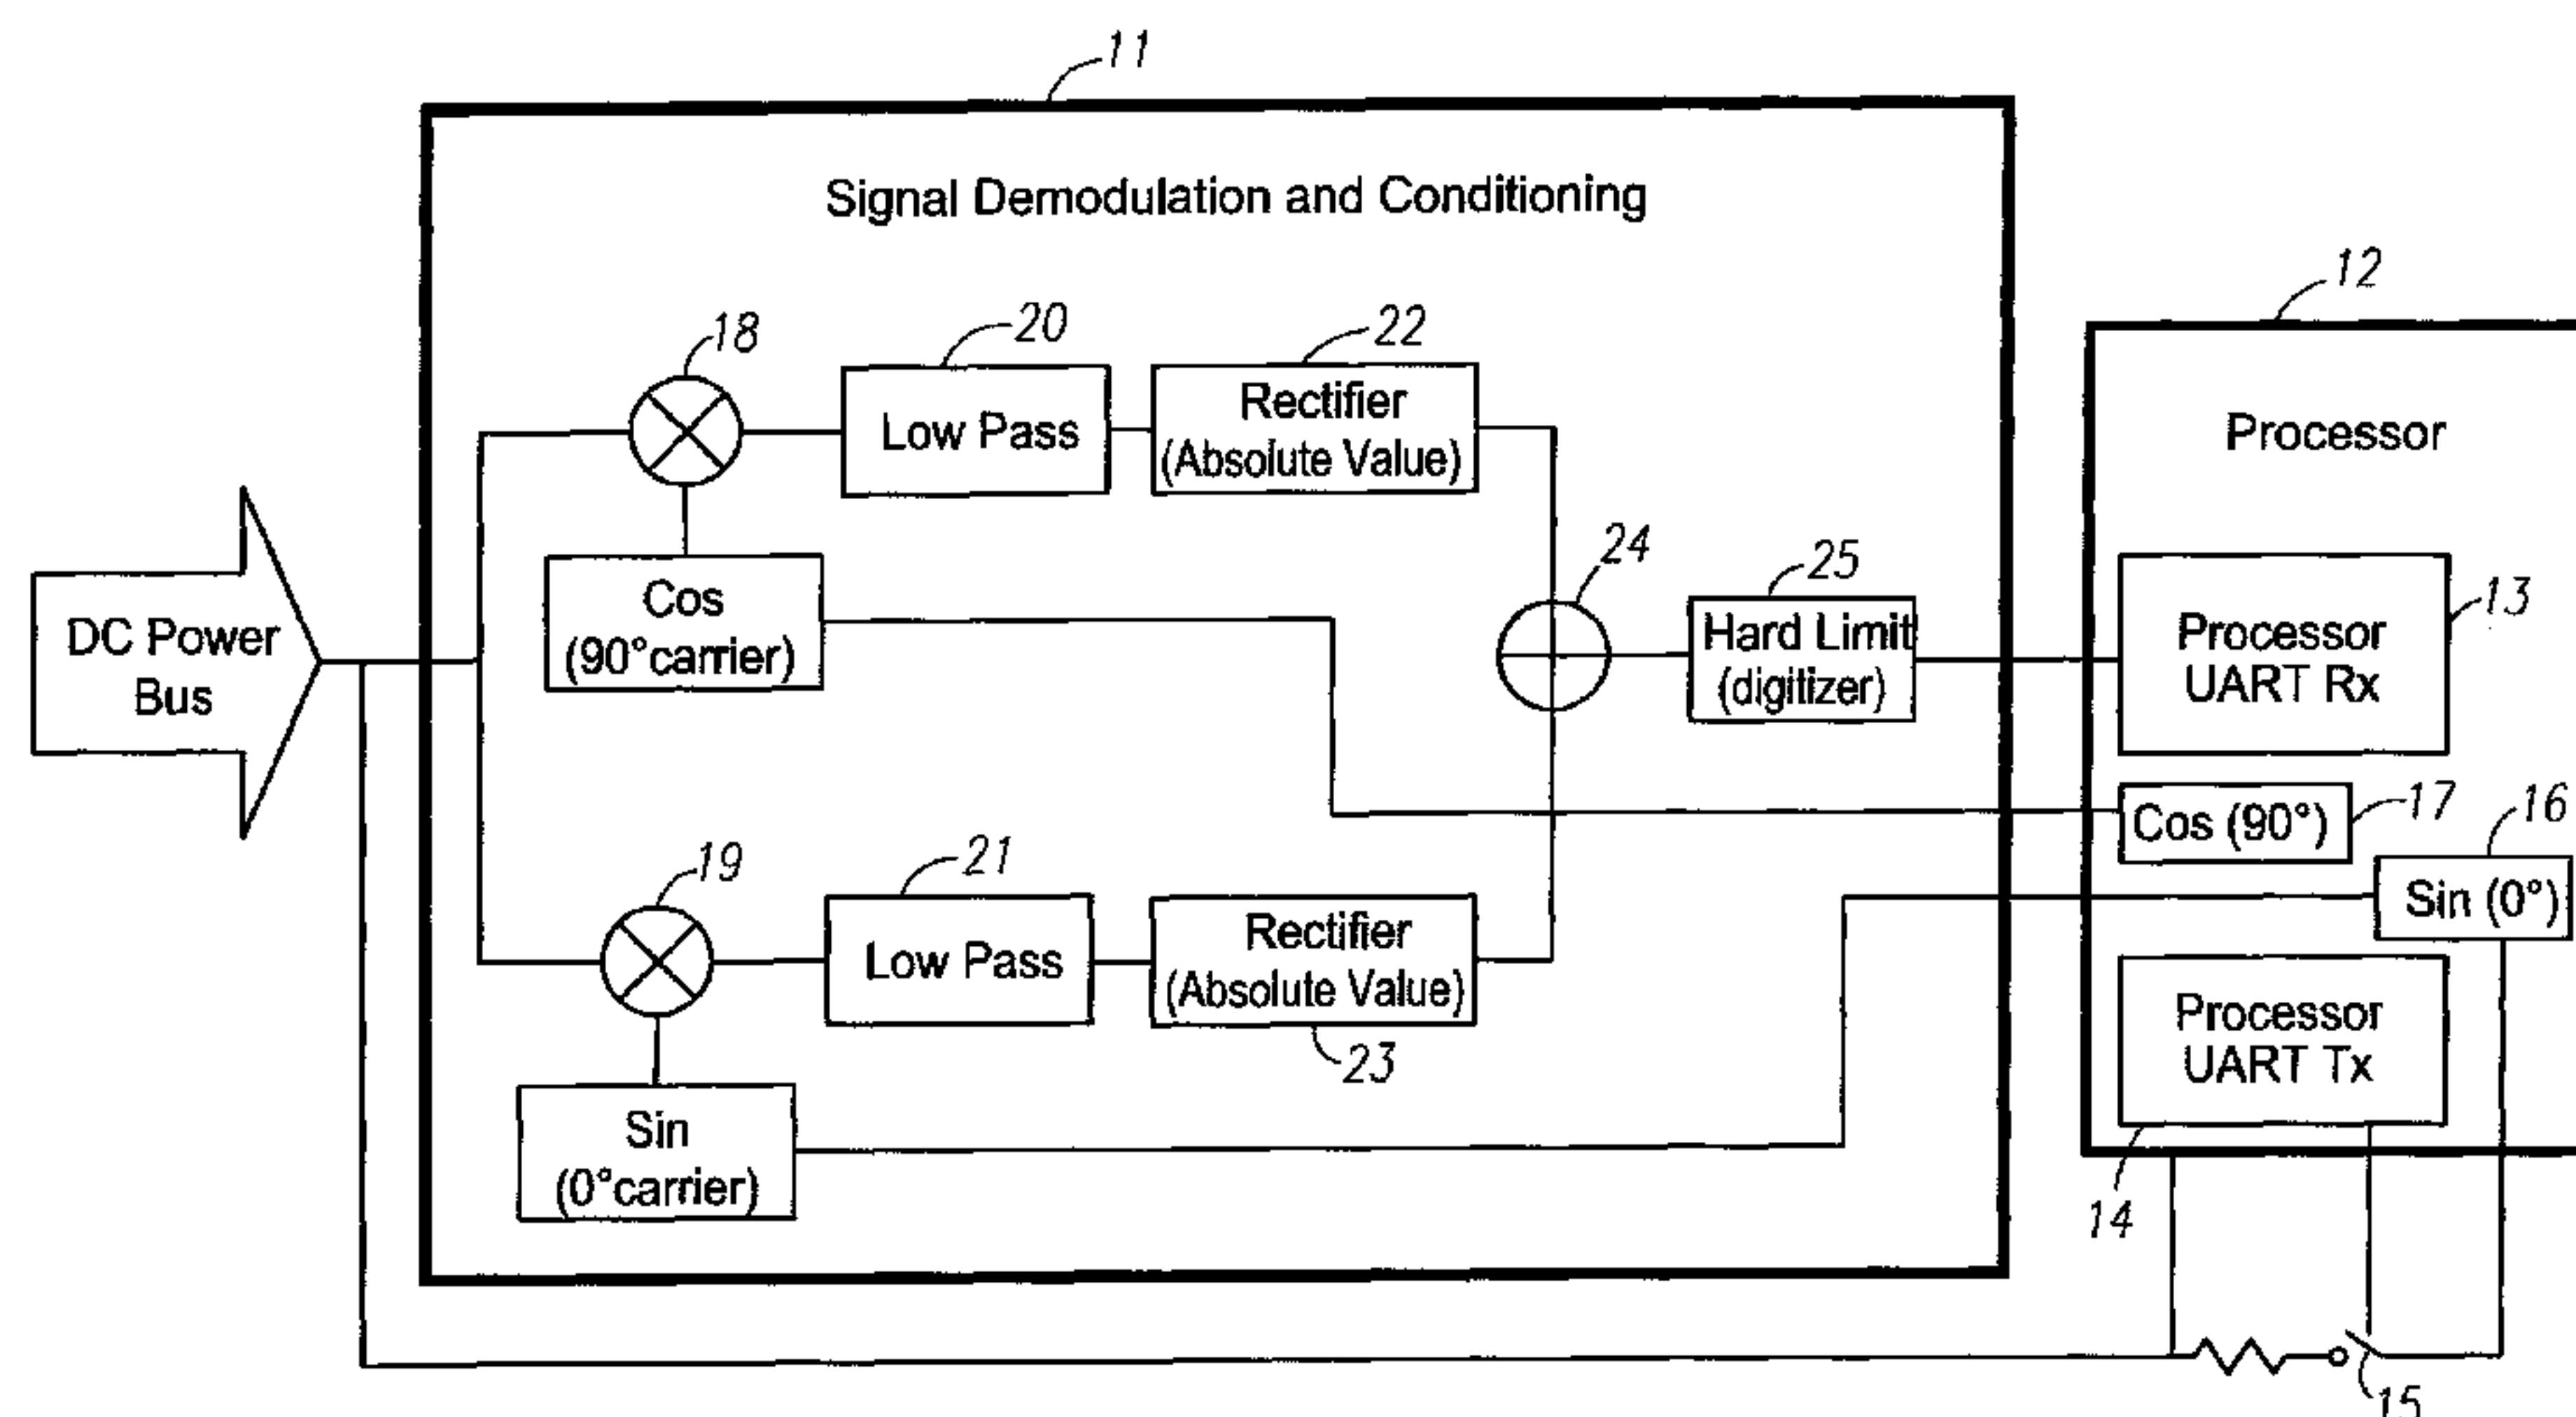 11
Signal Demodulation and Conditioning
12
18
20
22
Low Pass
Rectifier
(Absolute Value)
Processor
24
25
13
Cos
(90°carrier)
DC Power
Bus
Hard Limit
(digitizer)
Processor
UART Rx
17
16
Cos (90°)
19
21
Sin (0°)
Low Pass
Rectifier
(Absolute Value)
Processor
UART Tx
23
Sin
(0°carrier)
14
15